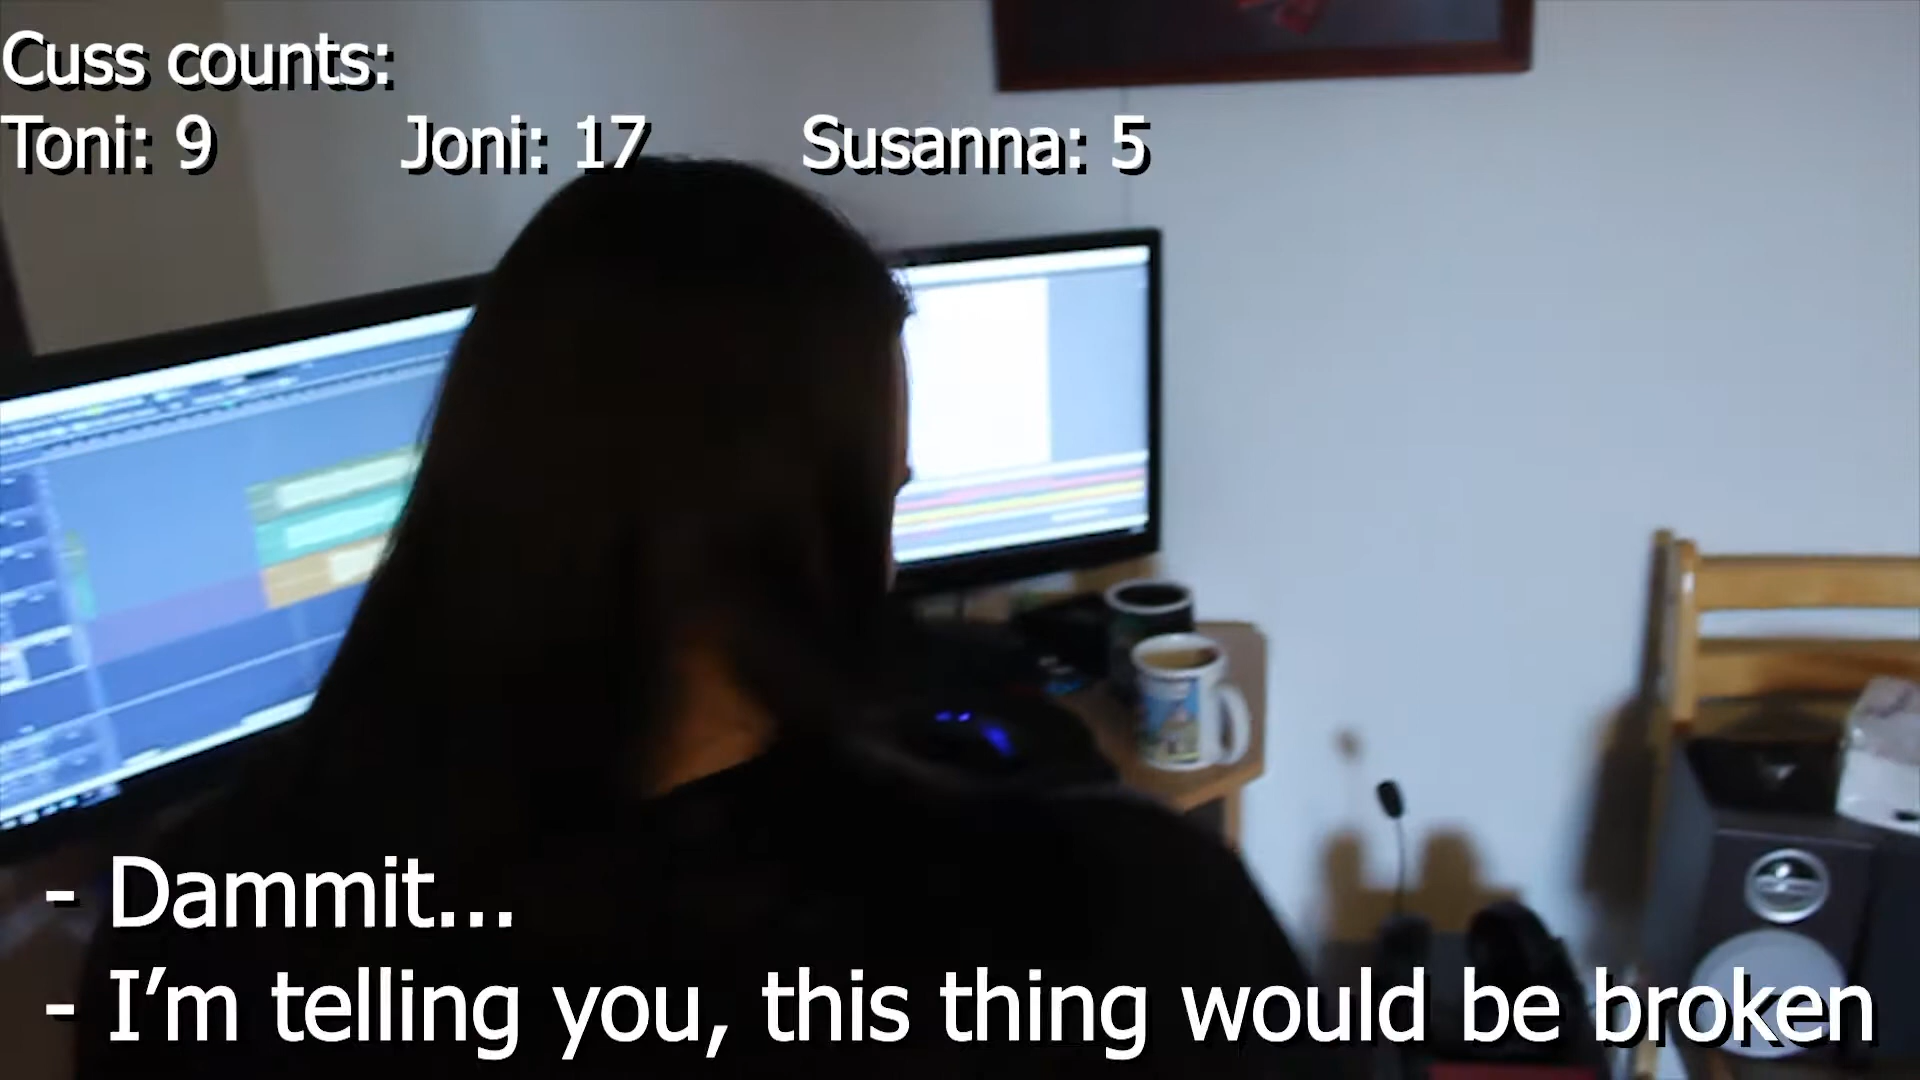 Cuss counts:
Toni: 9 Joni: 17 Susanna: 5
- Dammit...
- I'm telling you, this thing would be broken